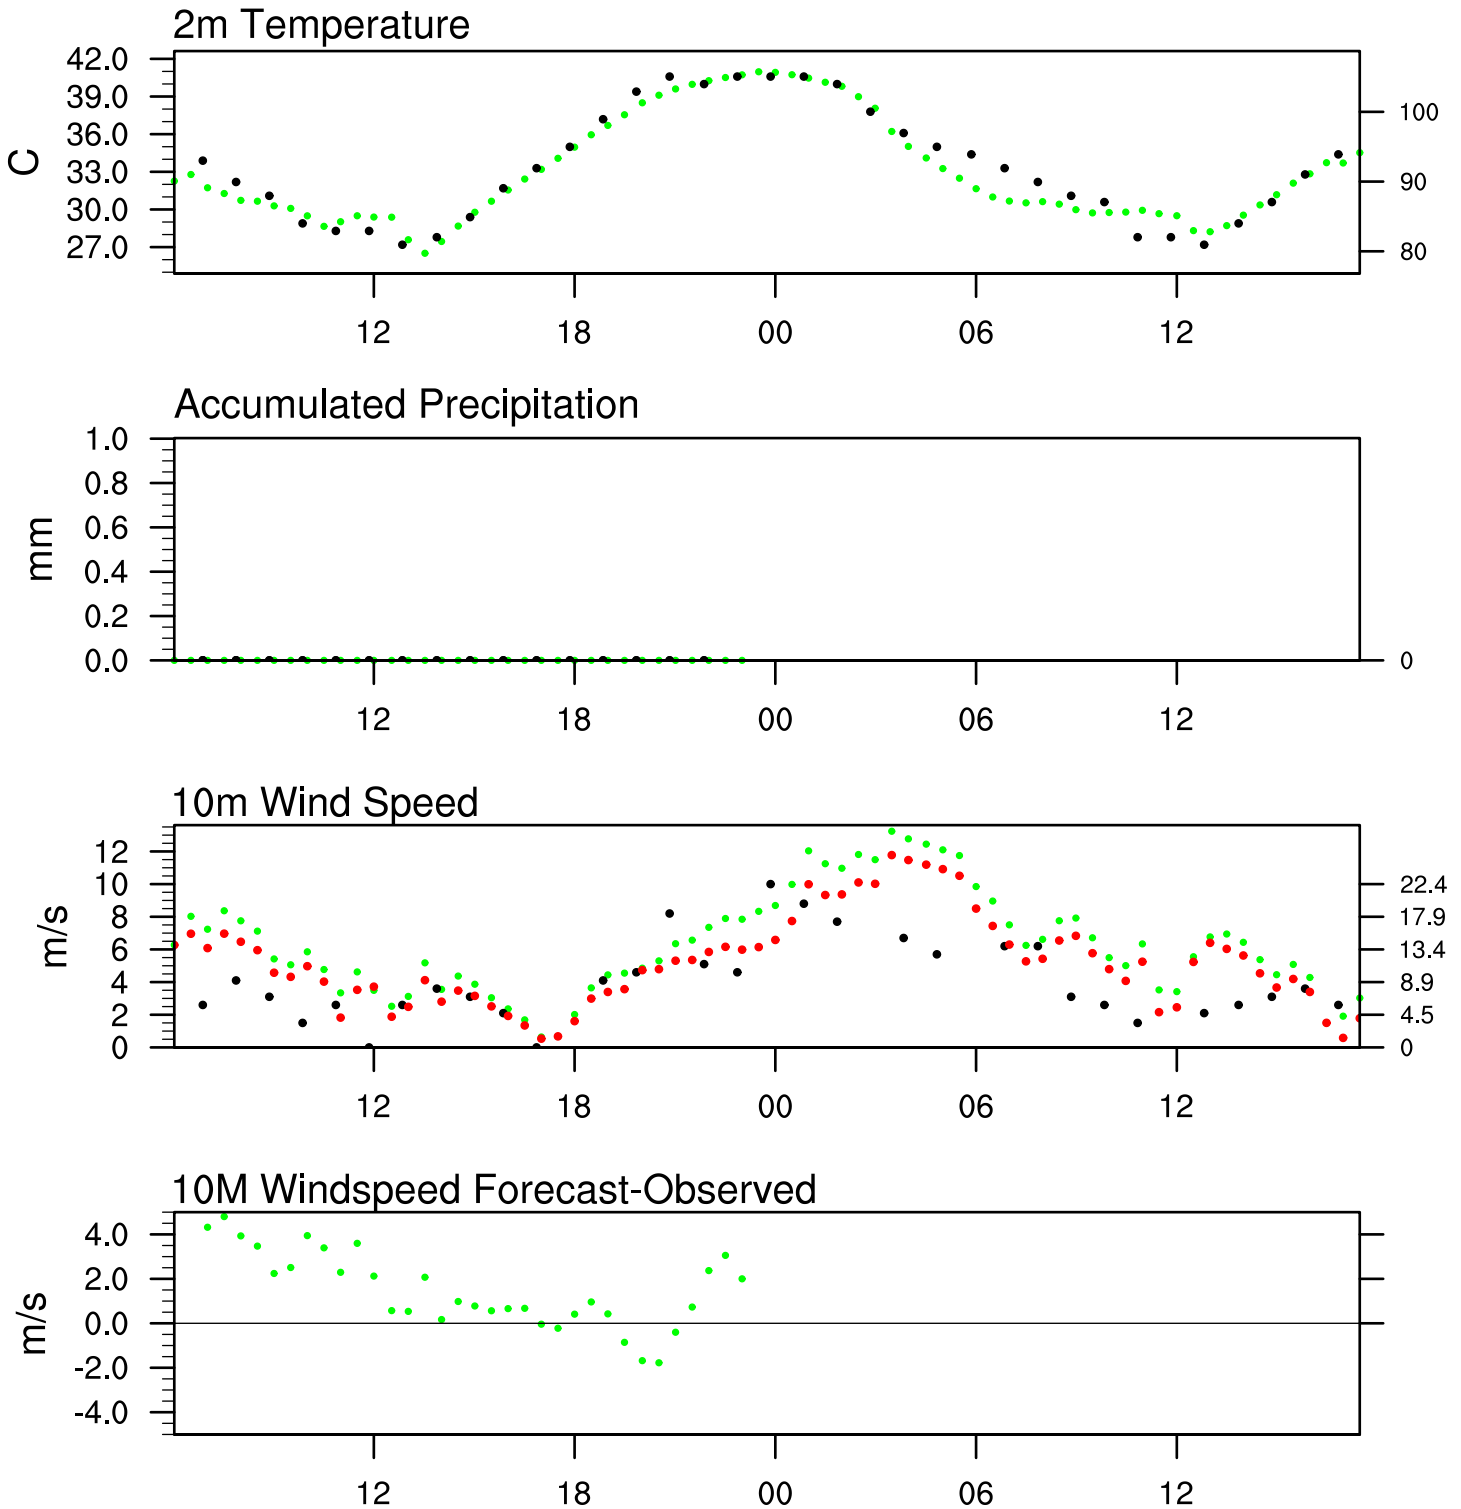 2m Temperature
42.0
39.0
36.0
33.0
30.0
27.0
C
100
90
80
12 18 00 06 12
Accumulated Precipitation
1.0
0.8
0.6
0.4
0.2
0.0
mm
0
12 18 00 06 12
10m Wind Speed
12
10
8
6
4
2
0
m/s
22.4
17.9
13.4
8.9
4.5
0
12 18 00 06 12
10M Windspeed Forecast-Observed
4.0
2.0
0.0
-2.0
-4.0
m/s
12 18 00 06 12